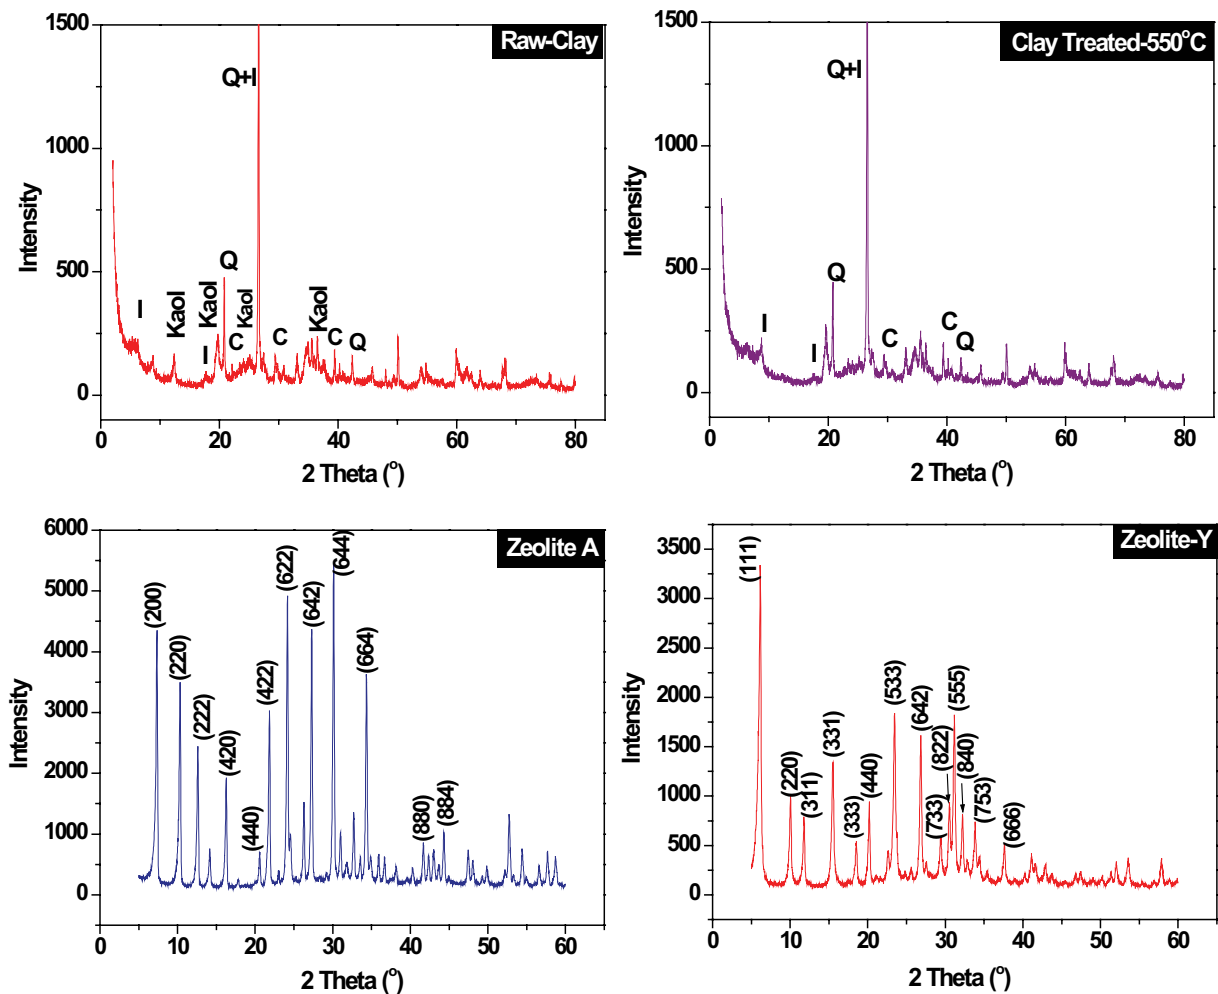 Raw-Clay
1500
1000
500
0
Intensity
Q+I
Q
I
Kaol
Kaol
I
C
Kaol
C
Kaol
C
Q
0 20 40 60 80
2 Theta (°)
Clay Treated-550°C
1500
1000
500
0
Intensity
Q+I
Q
I
I
C
C
Q
0 10 20 30 40 50 60 70 80
2 Theta (°)
Zeolite A
6000
5000
4000
3000
2000
1000
0
Intensity
(200)
(220)
(222)
(420)
(440)
(422)
(622)
(642)
(644)
(664)
(880)
(884)
0 10 20 30 40 50 60
2 Theta (°)
Zeolite-Y
3500
3000
2500
2000
1500
1000
500
0
Intensity
(111)
(220)
(311)
(331)
(333)
(440)
(533)
(642)
(733)
(822)
(555)
(840)
(753)
(666)
0 10 20 30 40 50 60
2 Theta (°)